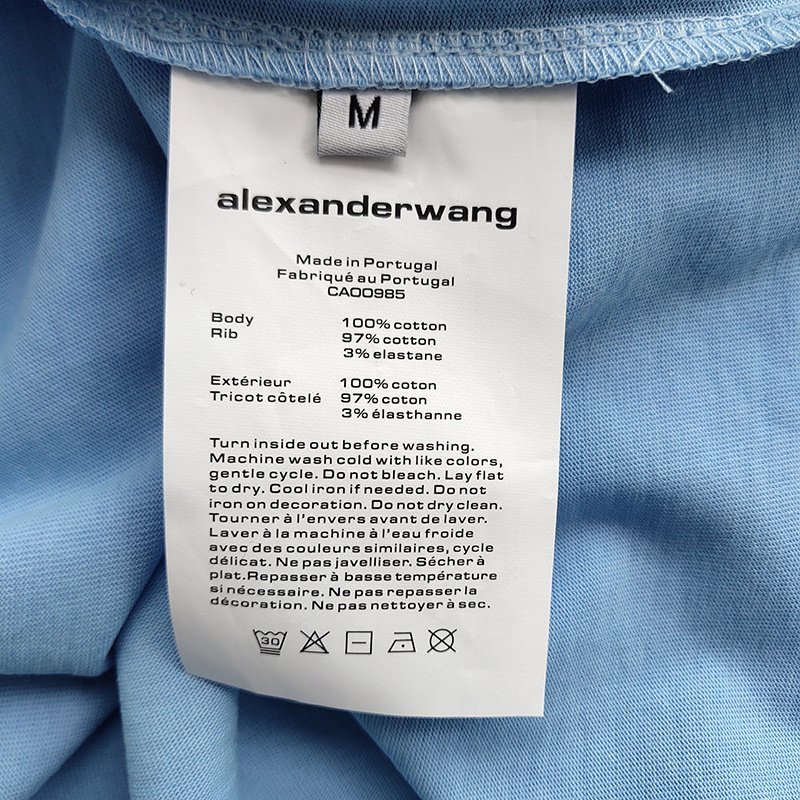 M
alexanderwang
Made in Portugal
Fabriqué au Portugal
CA00985
Body 100% cotton
Rib 97% cotton
3% elastane
Extérieur 100% coton
Tricot côtelé 97% coton
3% élasthanne
Turn inside out before washing.
Machine wash cold with like colors,
gentle cycle. Do not bleach. Lay flat
to dry. Cool iron if needed. Do not
iron on decoration. Do not dry clean.
Tourner à l'envers avant de laver.
Laver à la machine à l'eau froide
avec des couleurs similaires, cycle
délicat. Ne pas javelliser. Sécher à
plat.Repasser à basse température
si nécessaire. Ne pas repasser la
décoration. Ne pas nettoyer à sec.
30